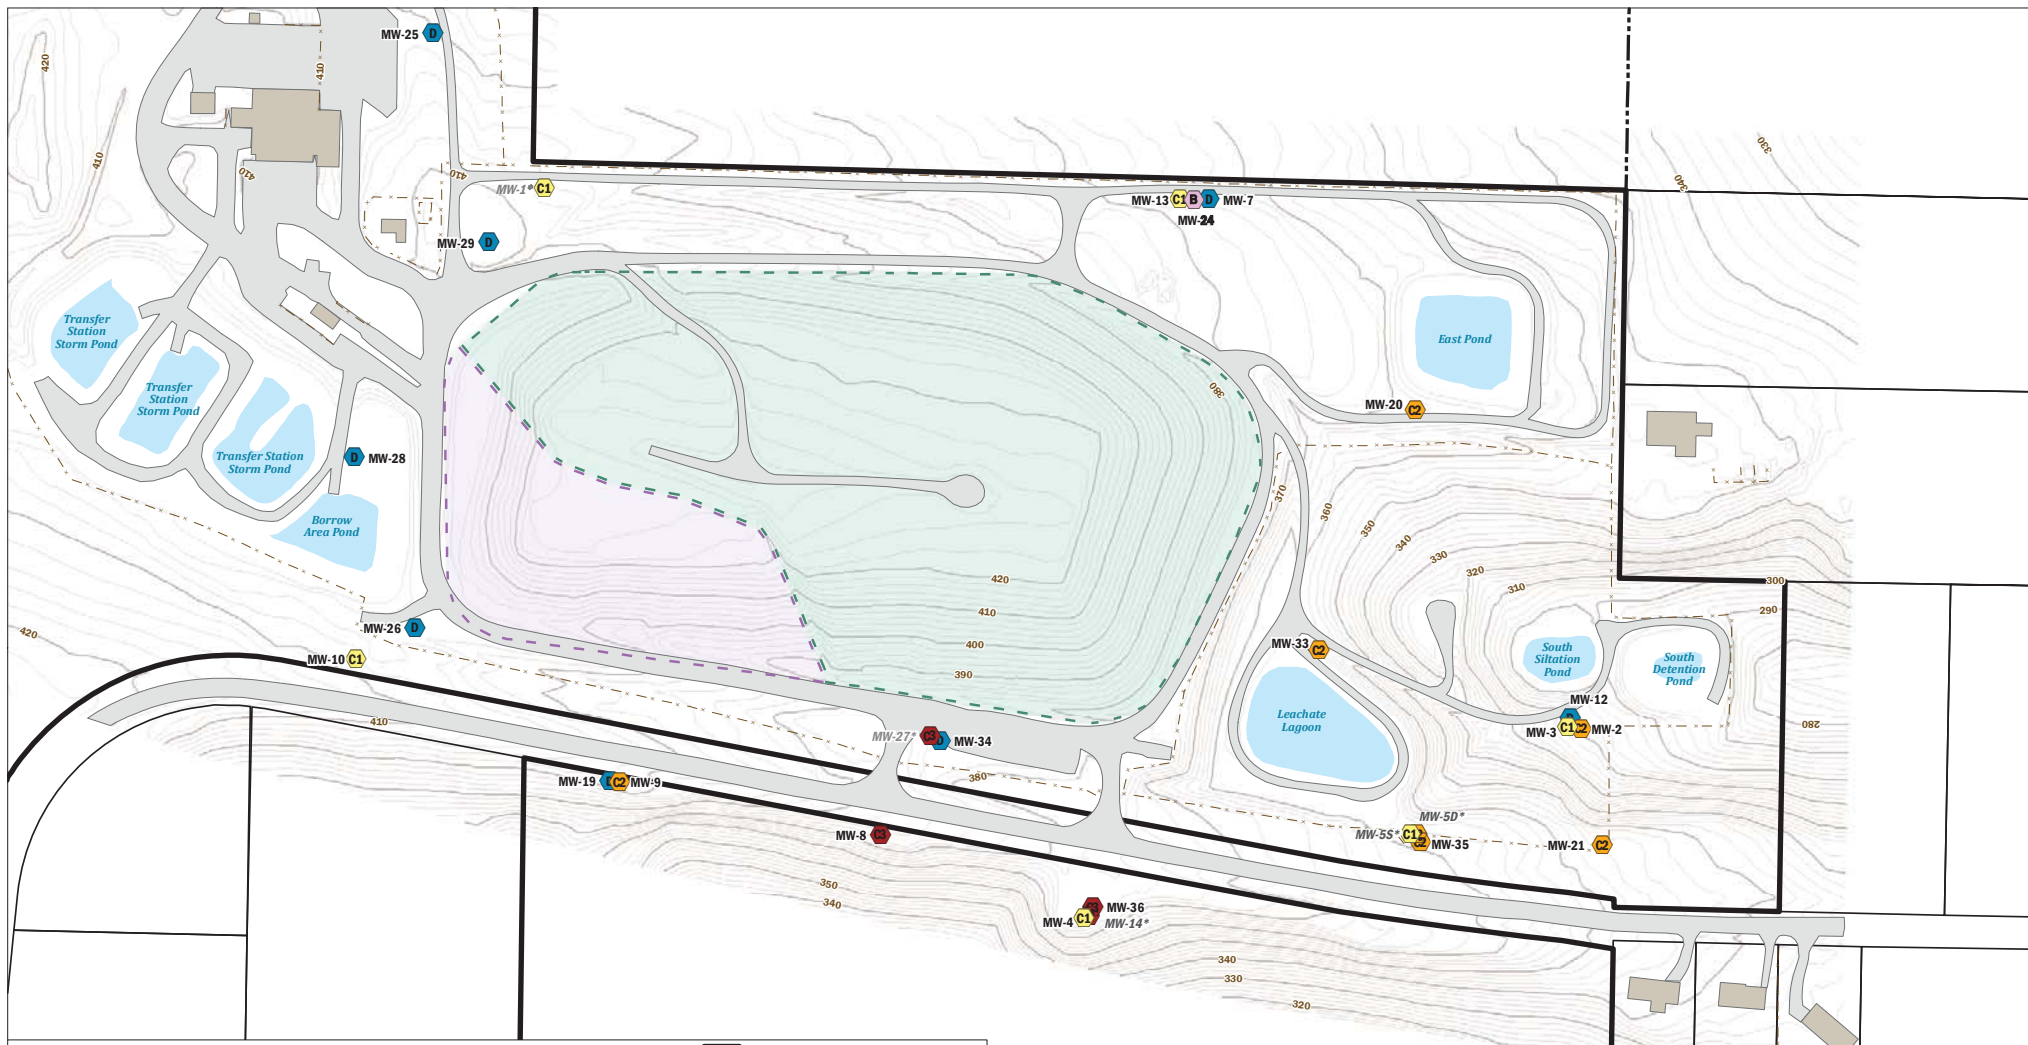 MW-25
D
420
410
410
410
410
MW-1*
C1
MW-29
D
MW-13
C1
B
D
MW-7
MW-24
330
340
Transfer
Station
Storm Pond
Transfer
Station
Storm Pond
Transfer Station
Storm Pond
Borrow
Area Pond
D
MW-28
East Pond
MW-20
C2
380
370
360
350
340
330
320
310
300
290
280
420
410
400
390
MW-26
D
MW-10
C1
420
410
MW-33
C2
South
Siltation
Pond
South
Detention
Pond
Leachate
Lagoon
MW-12
D
MW-3
C1
C2
MW-2
MW-27*
C3
D
MW-34
380
MW-19
D
C2
MW-9
MW-8
C3
MW-5D*
MW-5S*
C1
C2
MW-35
MW-21
C2
350
340
C3
MW-36
MW-4
C1
MW-14*
340
330
320